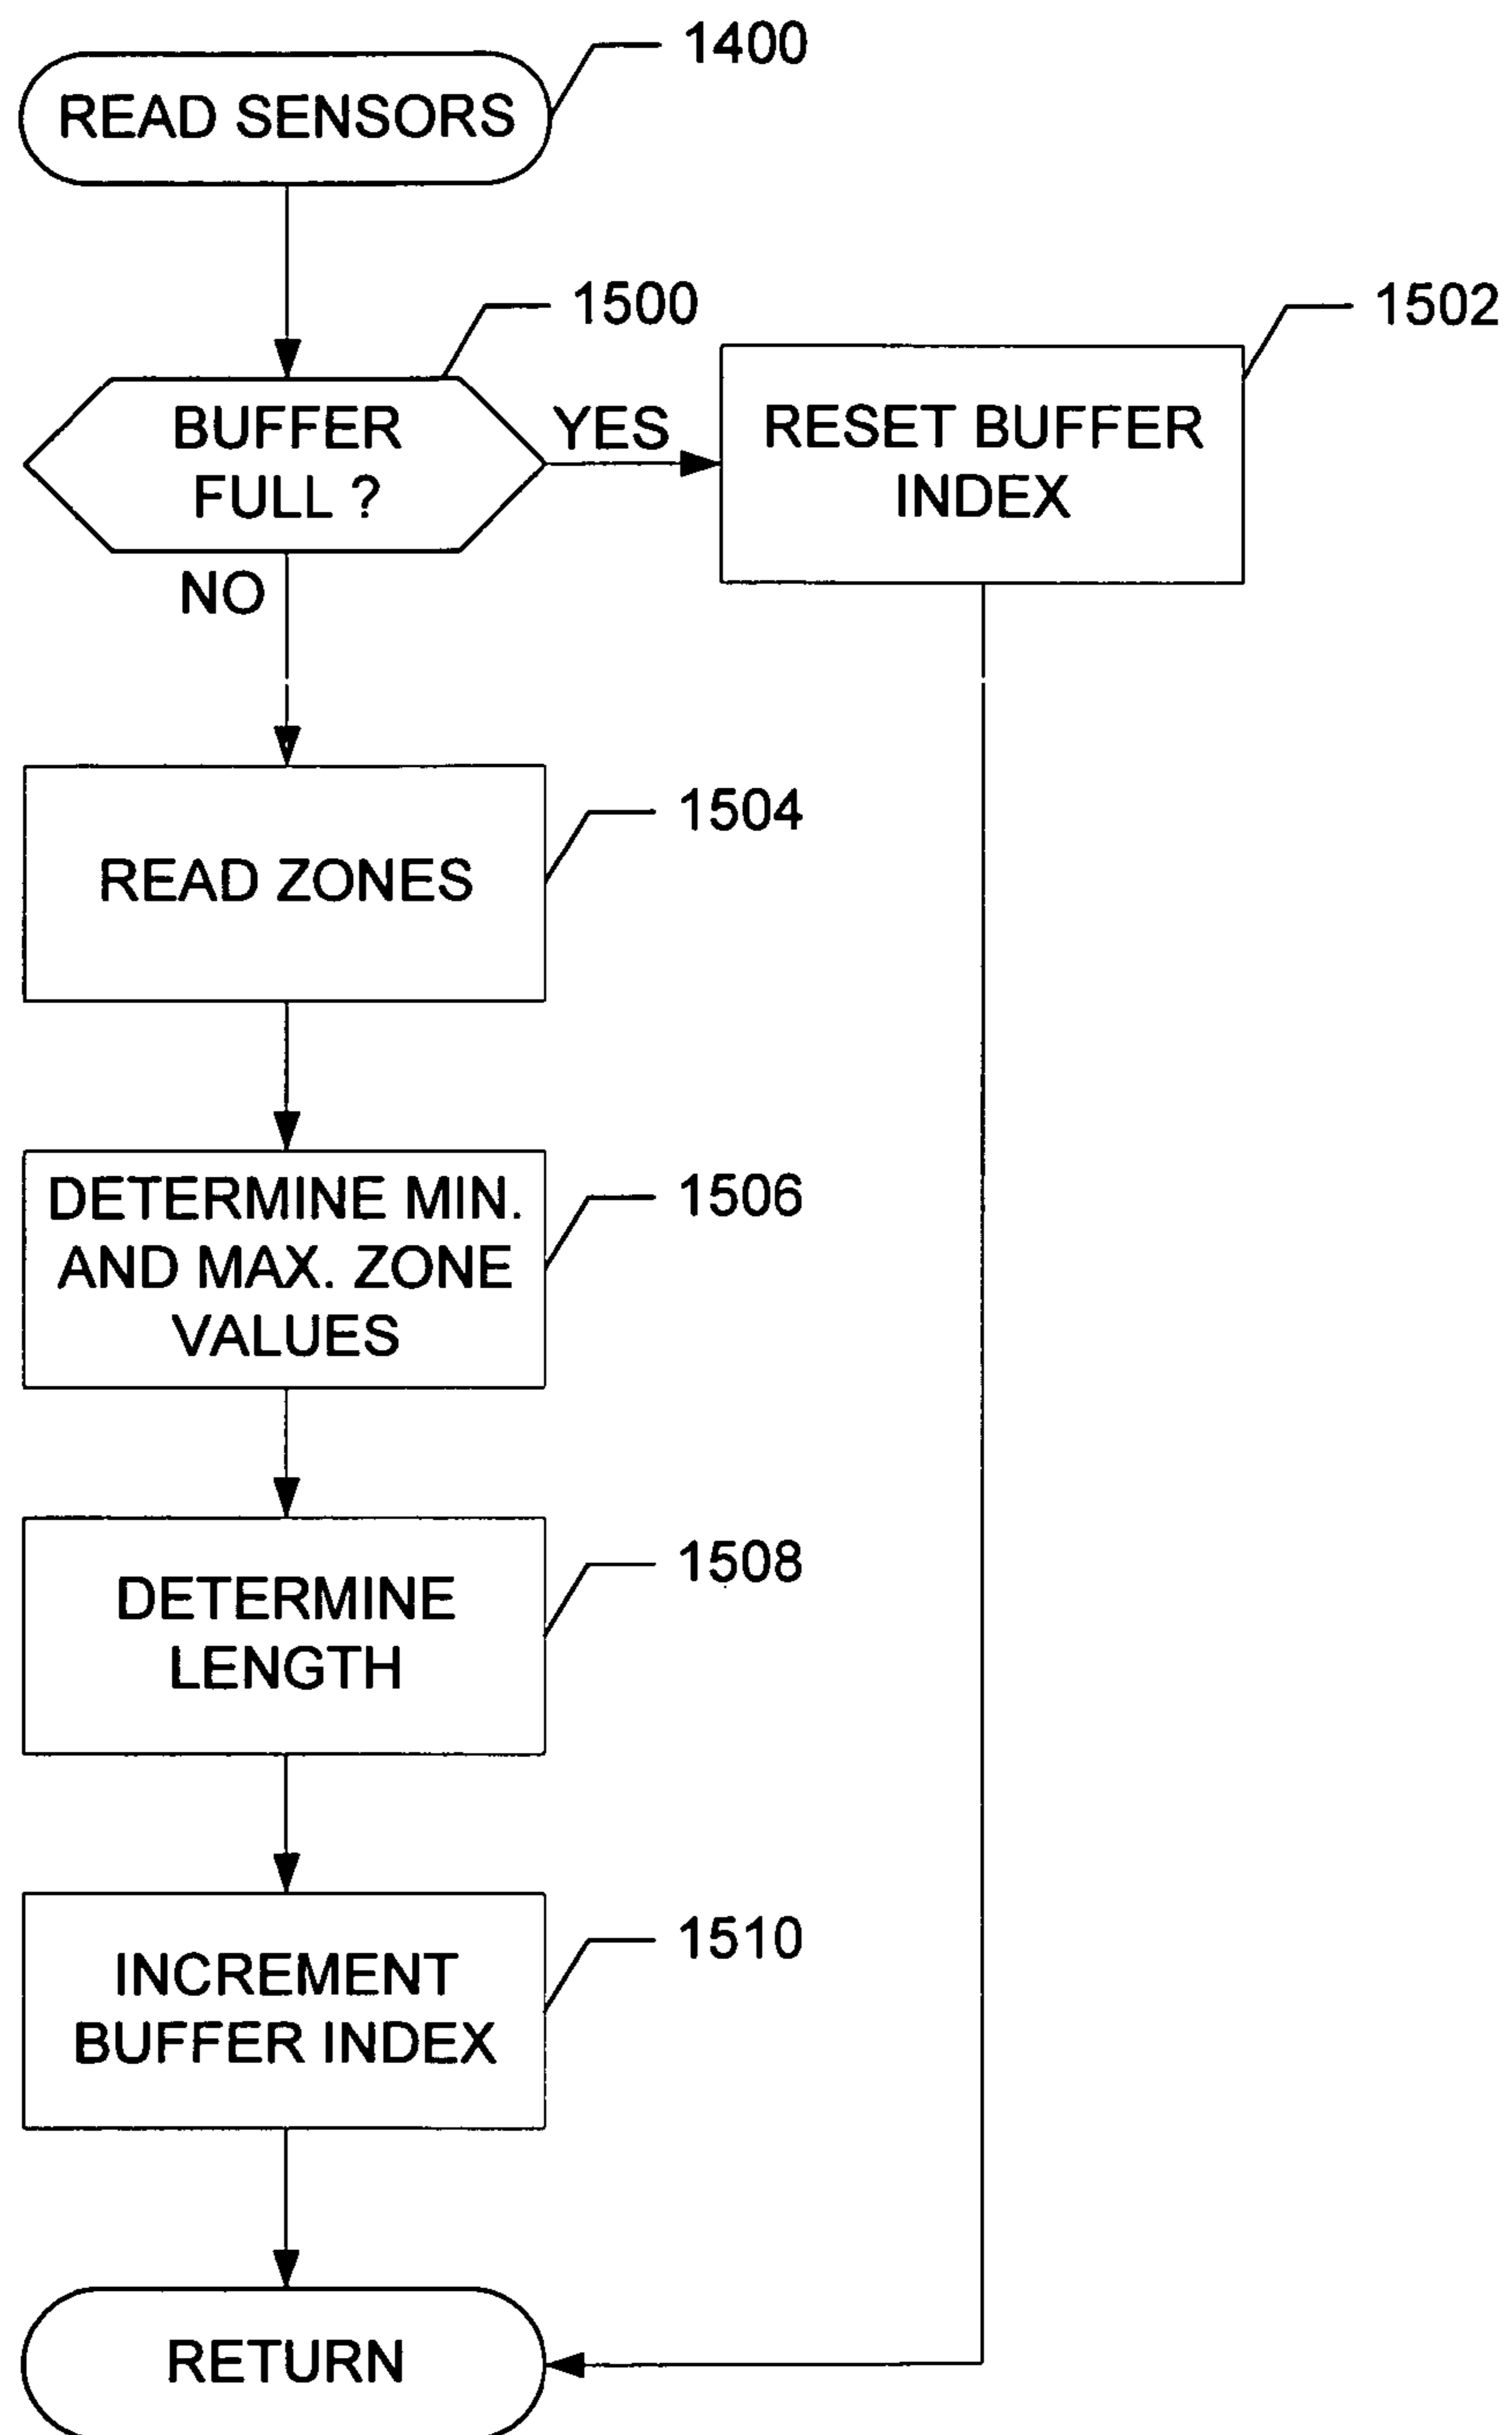 1400
READ SENSORS
1500
1502
BUFFER
FULL ?
YES
RESET BUFFER
INDEX
NO
1504
READ ZONES
1506
DETERMINE MIN.
AND MAX. ZONE
VALUES
1508
DETERMINE
LENGTH
1510
INCREMENT
BUFFER INDEX
RETURN